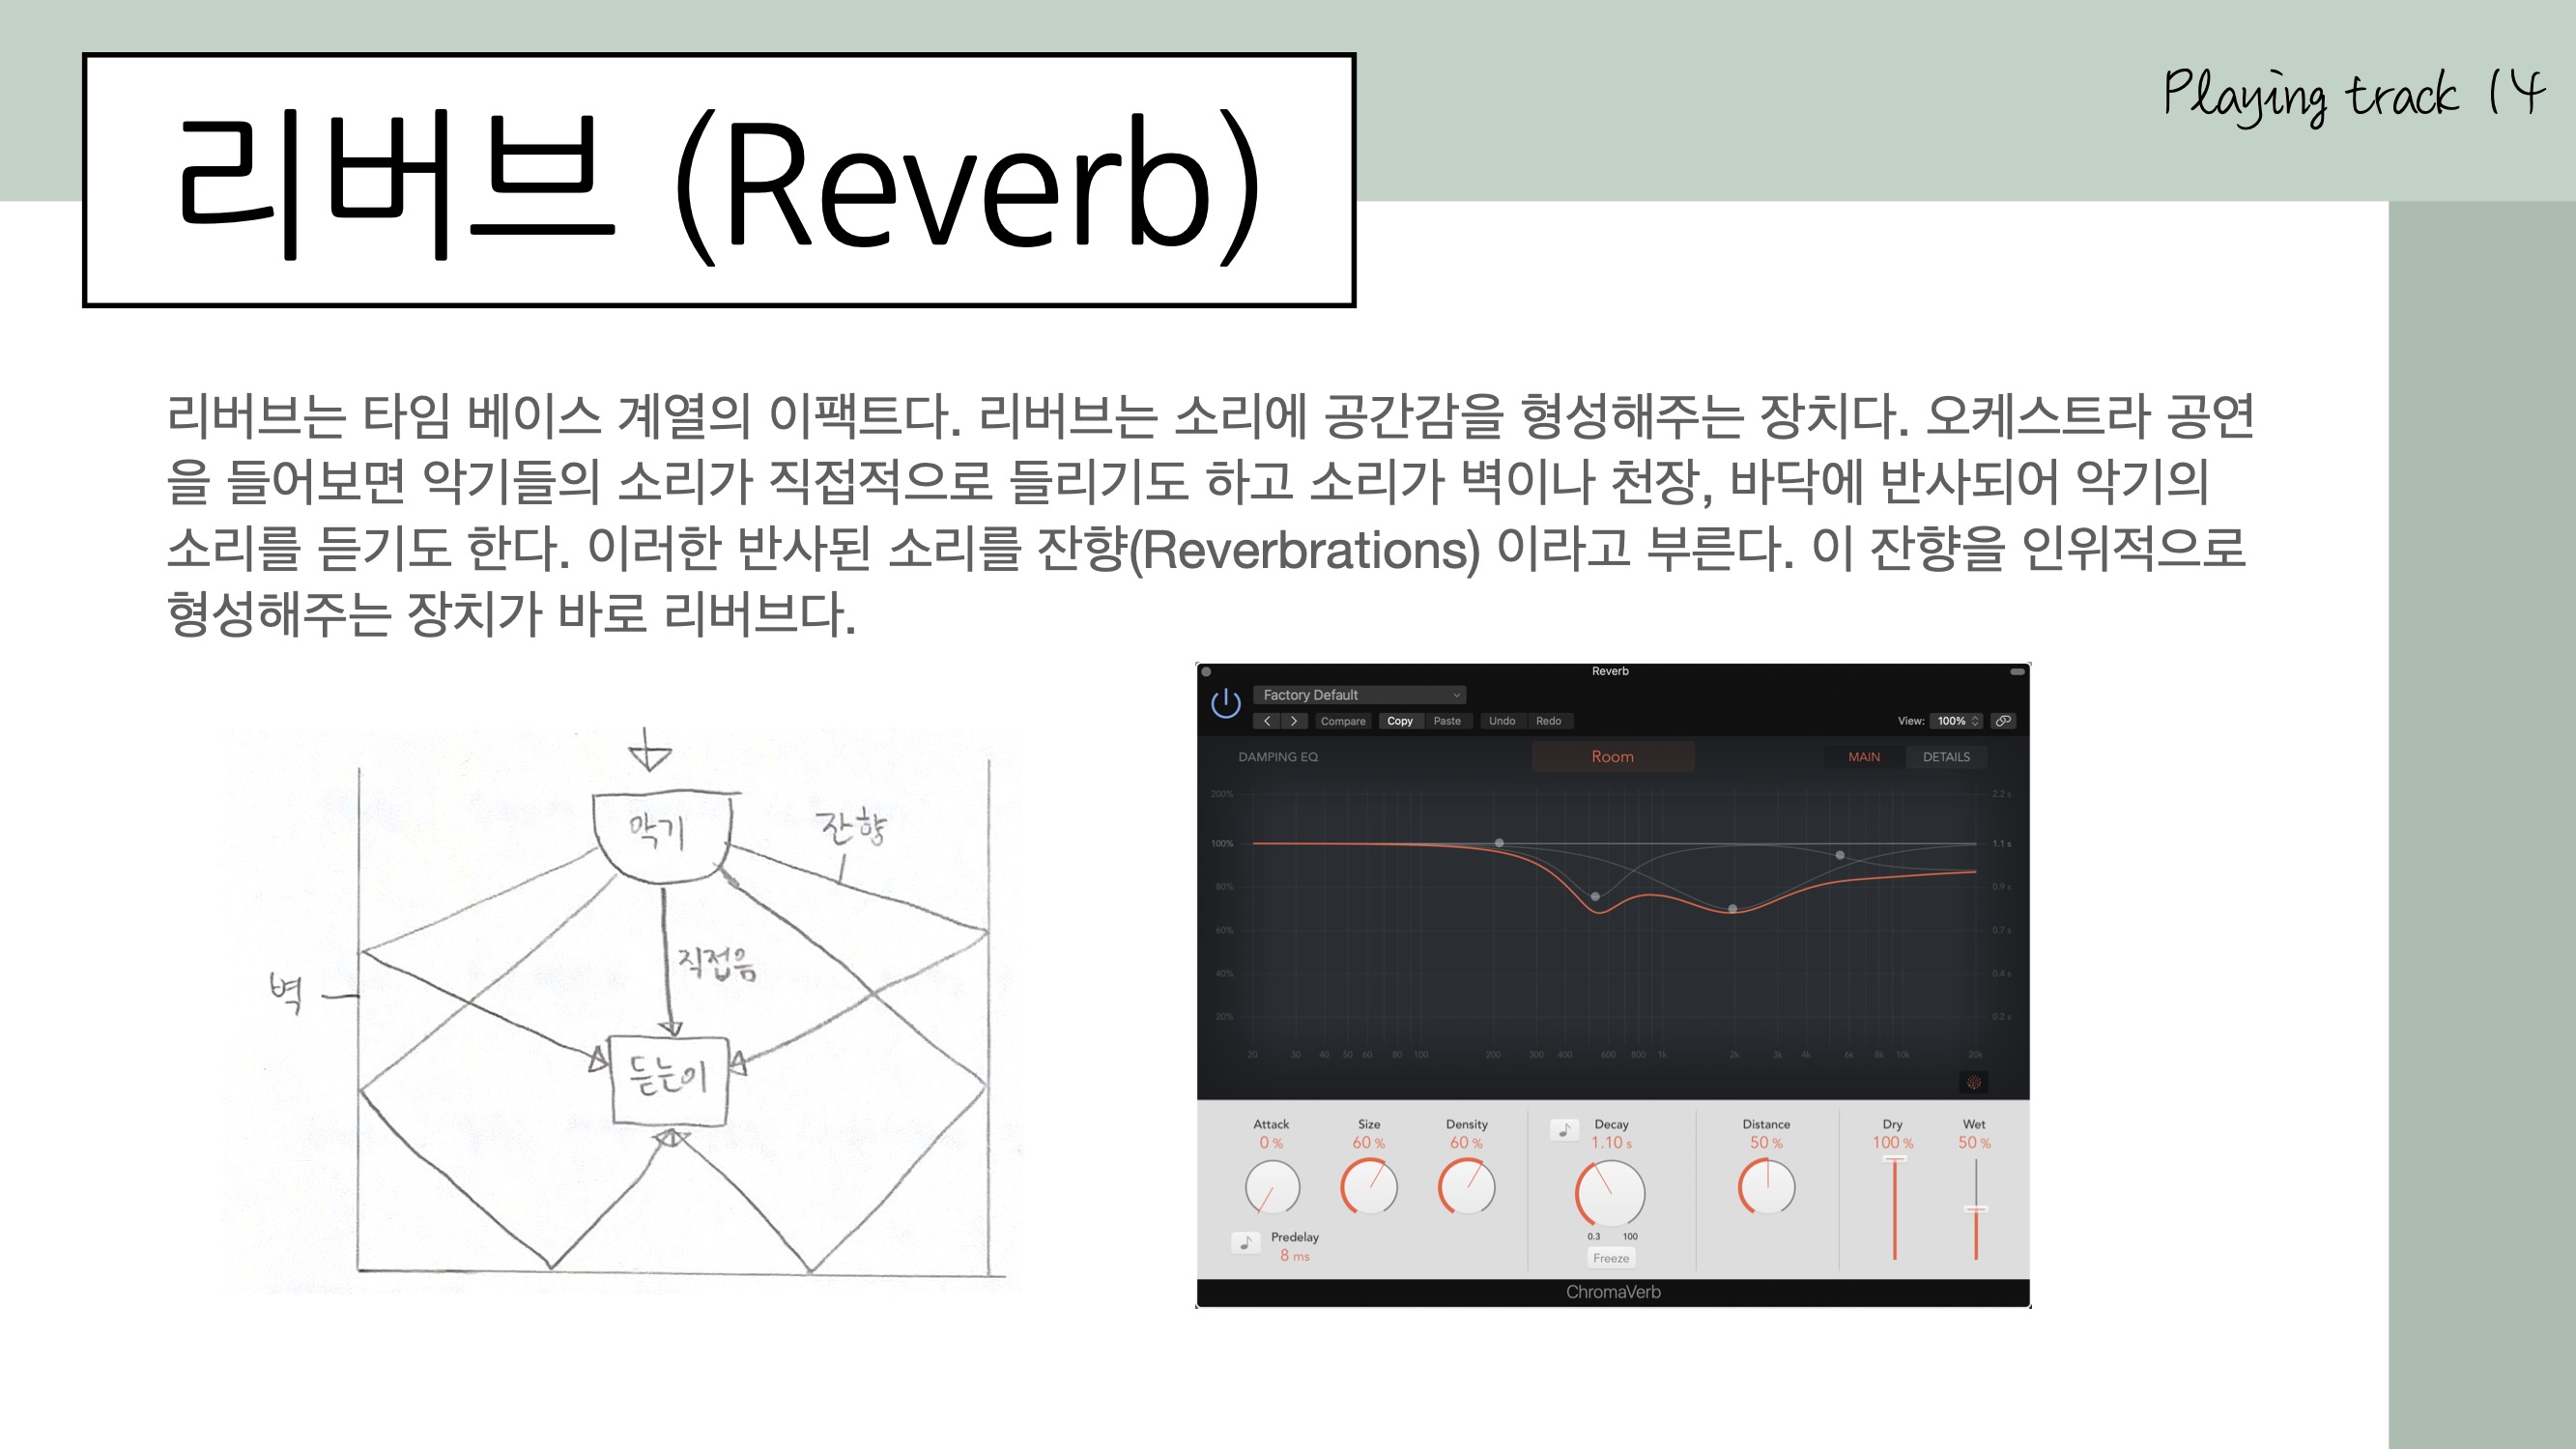 리버브 (Reverb)
Playing track 14
리버브는 타임 베이스 계열의 이팩트다. 리버브는 소리에 공간감을 형성해주는 장치다. 오케스트라 공연
을 들어보면 악기들의 소리가 직접적으로 들리기도 하고 소리가 벽이나 천장, 바닥에 반사되어 악기의
소리를 듣기도 한다. 이러한 반사된 소리를 잔향(Reverbrations) 이라고 부른다. 이 잔향을 인위적으로
형성해주는 장치가 바로 리버브다.
악기
잔향
직접음
벽
듣는이
Reverb
Factory Default
Compare Copy Paste Undo Redo
View: 100%
DAMPING EQ Room MAIN DETAILS
200% 2.2 s
100% 1.1 s
80% 0.9 s
60% 0.7 s
40% 0.4 s
20% 0.2 s
20 30 40 50 60 80 100 200 300 400 600 800 1k 2k 3k 4k 6k 8k 10k 20k
Attack Size Density Decay Distance Dry Wet
0 % 60 % 60 % 1.10 s 50 % 100 % 50 %
0.3 100
Predelay
8 ms
Freeze
ChromaVerb